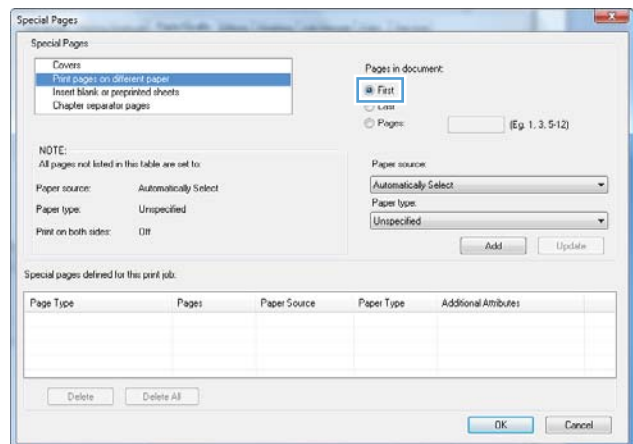 Special Pages
Special Pages
Covers
Print pages on different paper
Insert blank or preprinted sheets
Chapter separator pages
Pages in document:
First
Last
Pages: (Eg. 1, 3, 5-12)
NOTE:
All pages not listed in this table are set to:
Paper source: Automatically Select
Paper type: Unspecified
Print on both sides: Off
Paper source:
Automatically Select
Paper type:
Unspecified
Add Update
Special pages defined for this print job:
Page Type Pages Paper Source Paper Type Additional Attributes
Delete Delete All
OK Cancel